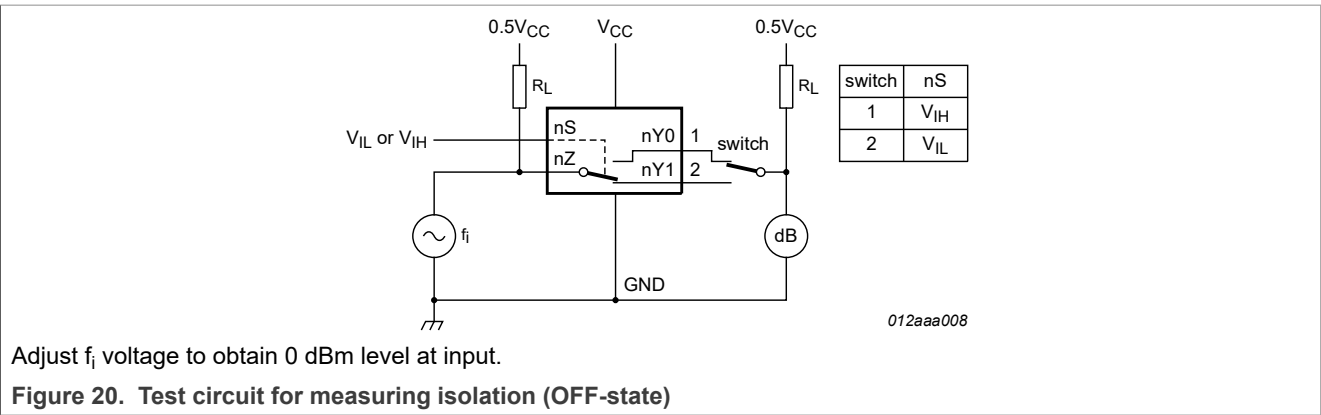 0.5VCC VCC 0.5VCC
RL RL
switch nS
1 VIH
2 VIL
VIL or VIH
nS
nZ
nY0 1
nY1 2
switch
fi
dB
GND
012aaa008
Adjust fi voltage to obtain 0 dBm level at input.
Figure 20. Test circuit for measuring isolation (OFF-state)